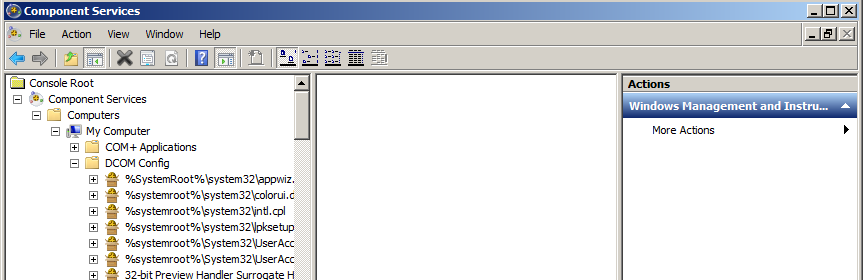 Component Services
File Action View Window Help
Console Root
Component Services
Computers
My Computer
COM+ Applications
DCOM Config
%SystemRoot%\system32\appwiz.
%systemroot%\system32\colorui.d
%systemroot%\system32\intl.cpl
%systemroot%\system32\lpksetup
%systemroot%\System32\UserAcc
%systemroot%\System32\UserAcc
32-bit Preview Handler Surrogate H
Actions
Windows Management and Instru...
More Actions